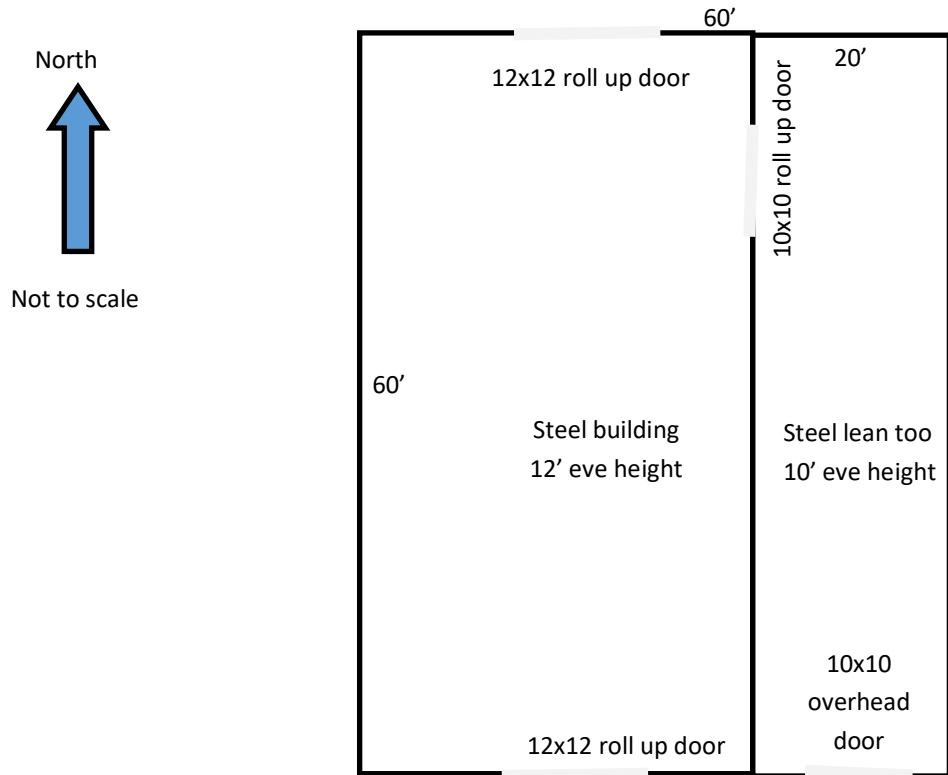 60’
North
20’
12x12 roll up door
10x10 roll up door
Not to scale
60’
Steel building
12’ eve height
Steel lean too
10’ eve height
10x10
overhead
door
12x12 roll up door